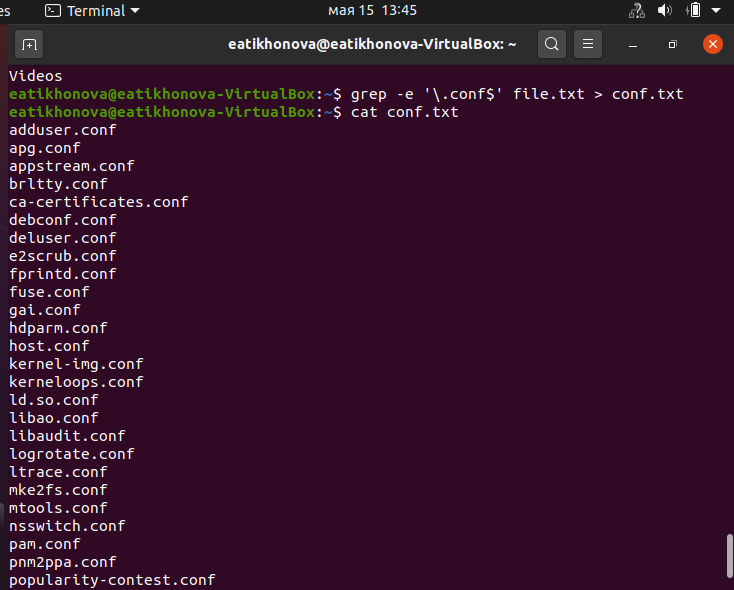 es Terminal мая 15 13:45
eatikhonova@eatikhonova-VirtualBox: ~
Videos
eatikhonova@eatikhonova-VirtualBox:~$ grep -e '\.conf$' file.txt > conf.txt
eatikhonova@eatikhonova-VirtualBox:~$ cat conf.txt
adduser.conf
apg.conf
appstream.conf
brltty.conf
ca-certificates.conf
debconf.conf
deluser.conf
e2scrub.conf
fprintd.conf
fuse.conf
gai.conf
hdparm.conf
host.conf
kernel-img.conf
kerneloops.conf
ld.so.conf
libao.conf
libaudit.conf
logrotate.conf
ltrace.conf
mke2fs.conf
mtools.conf
nsswitch.conf
pam.conf
pnm2ppa.conf
popularity-contest.conf